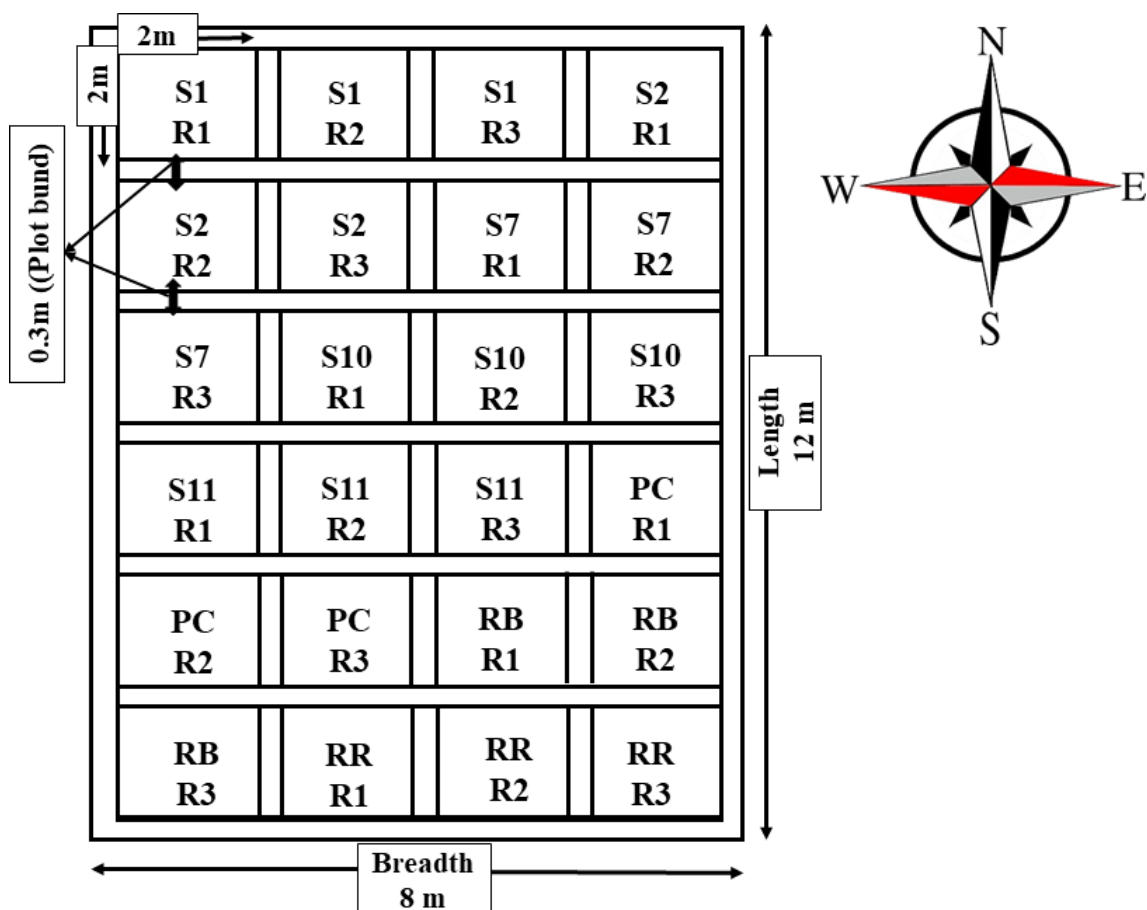 2m
2m
0.3m ((Plot bund)
S1
R1
S1
R2
S1
R3
S2
R1
S2
R2
S2
R3
S7
R1
S7
R2
S7
R3
S10
R1
S10
R2
S10
R3
S11
R1
S11
R2
S11
R3
PC
R1
PC
R2
PC
R3
RB
R1
RB
R2
RB
R3
RR
R1
RR
R2
RR
R3
Length
12 m
Breadth
8 m
N
W
E
S